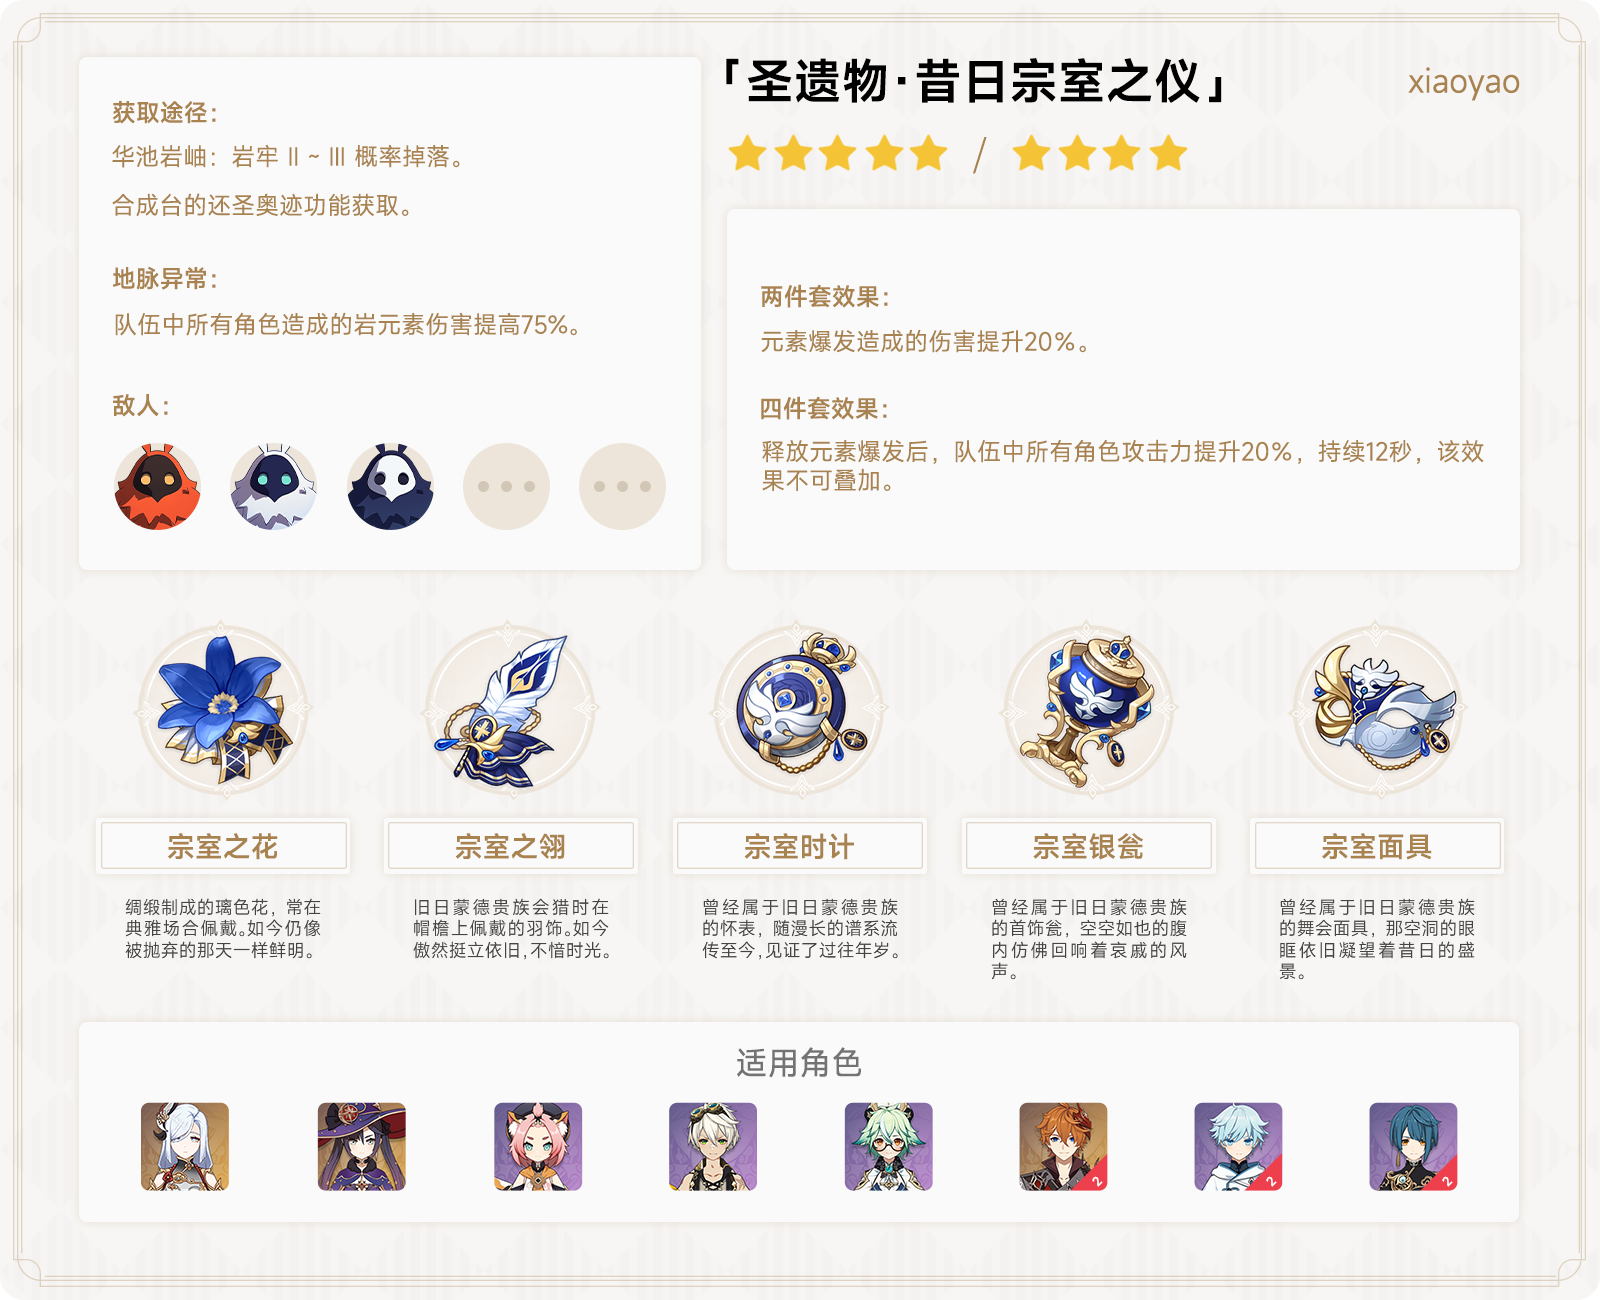 获取途径：
华池岩岫：岩牢 II ~ III 概率掉落。
合成台的还圣奥迹功能获取。
地脉异常：
队伍中所有角色造成的岩元素伤害提高75%。
敌人：
「圣遗物·昔日宗室之仪」
xiaoyao
/
两件套效果：
元素爆发造成的伤害提升20%。
四件套效果：
释放元素爆发后，队伍中所有角色攻击力提升20%，持续12秒，该效
果不可叠加。
宗室之花
绸缎制成的璃色花，常在
典雅场合佩戴。如今仍像
被抛弃的那天一样鲜明。
宗室之翎
旧日蒙德贵族会猎时在
帽檐上佩戴的羽饰。如今
傲然挺立依旧，不愔时光。
宗室时计
曾经属于旧日蒙德贵族
的怀表，随漫长的谱系流
传至今，见证了过往年岁。
宗室银瓮
曾经属于旧日蒙德贵族
的首饰瓮，空空如也的腹
内仿佛回响着哀戚的风
声。
宗室面具
曾经属于旧日蒙德贵族
的舞会面具，那空洞的眼
眶依旧凝望着昔日的盛
景。
适用角色
2
2
2